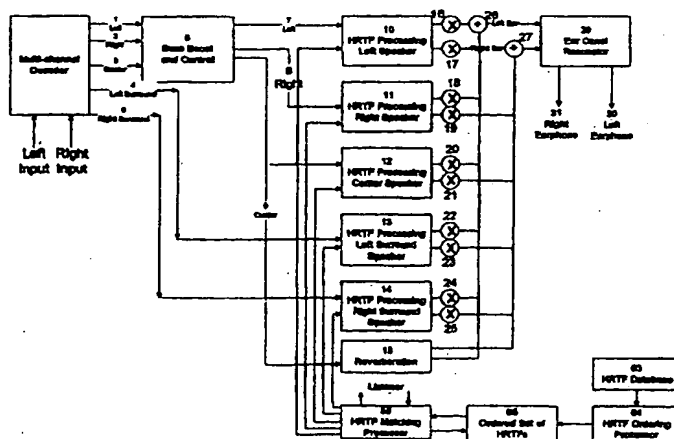 1
Left
2
Right
3
Center
4
Left Surround
Right Surround
Multi-channel
Decoder
Left Right
Input Input
6
Bass Boost
and Control
7
Left
8
Right
Center
10
HRTF Processing
Left Speaker
11
HRTF Processing
Right Speaker
12
HRTF Processing
Center Speaker
13
HRTF Processing
Left Surround
Speaker
14
HRTF Processing
Right Surround
Speaker
15
Reverberation
16
17
18
19
20
21
22
23
24
25
26
Left Ear
Right Ear
27
Ear Canal
Resonator
31
Right
Earphone
30
Left
Earphone
Listener
HRTF Matching
Processor
Ordered Set of
HRTFs
63
HRTF Database
64
HRTF Ordering
Processor